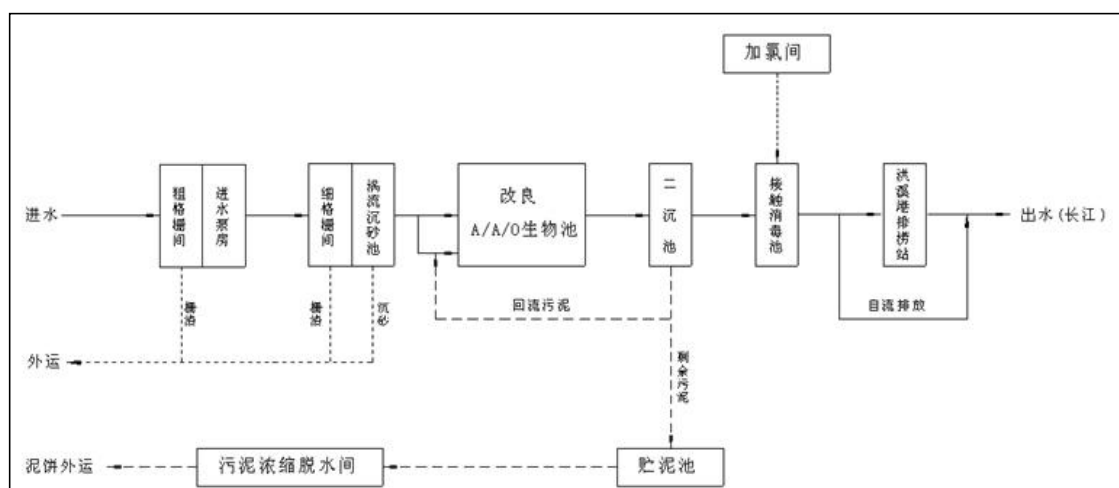 加氯间
进水
粗格栅间
进水泵房
细格栅间
涡流沉砂池
改良
A/A/O生物池
二沉池
接触消毒池
洪溪港排捞站
出水(长江)
栅渣
栅渣
沉砂
回流污泥
自流排放
外运
剩余污泥
泥饼外运
污泥浓缩脱水间
贮泥池